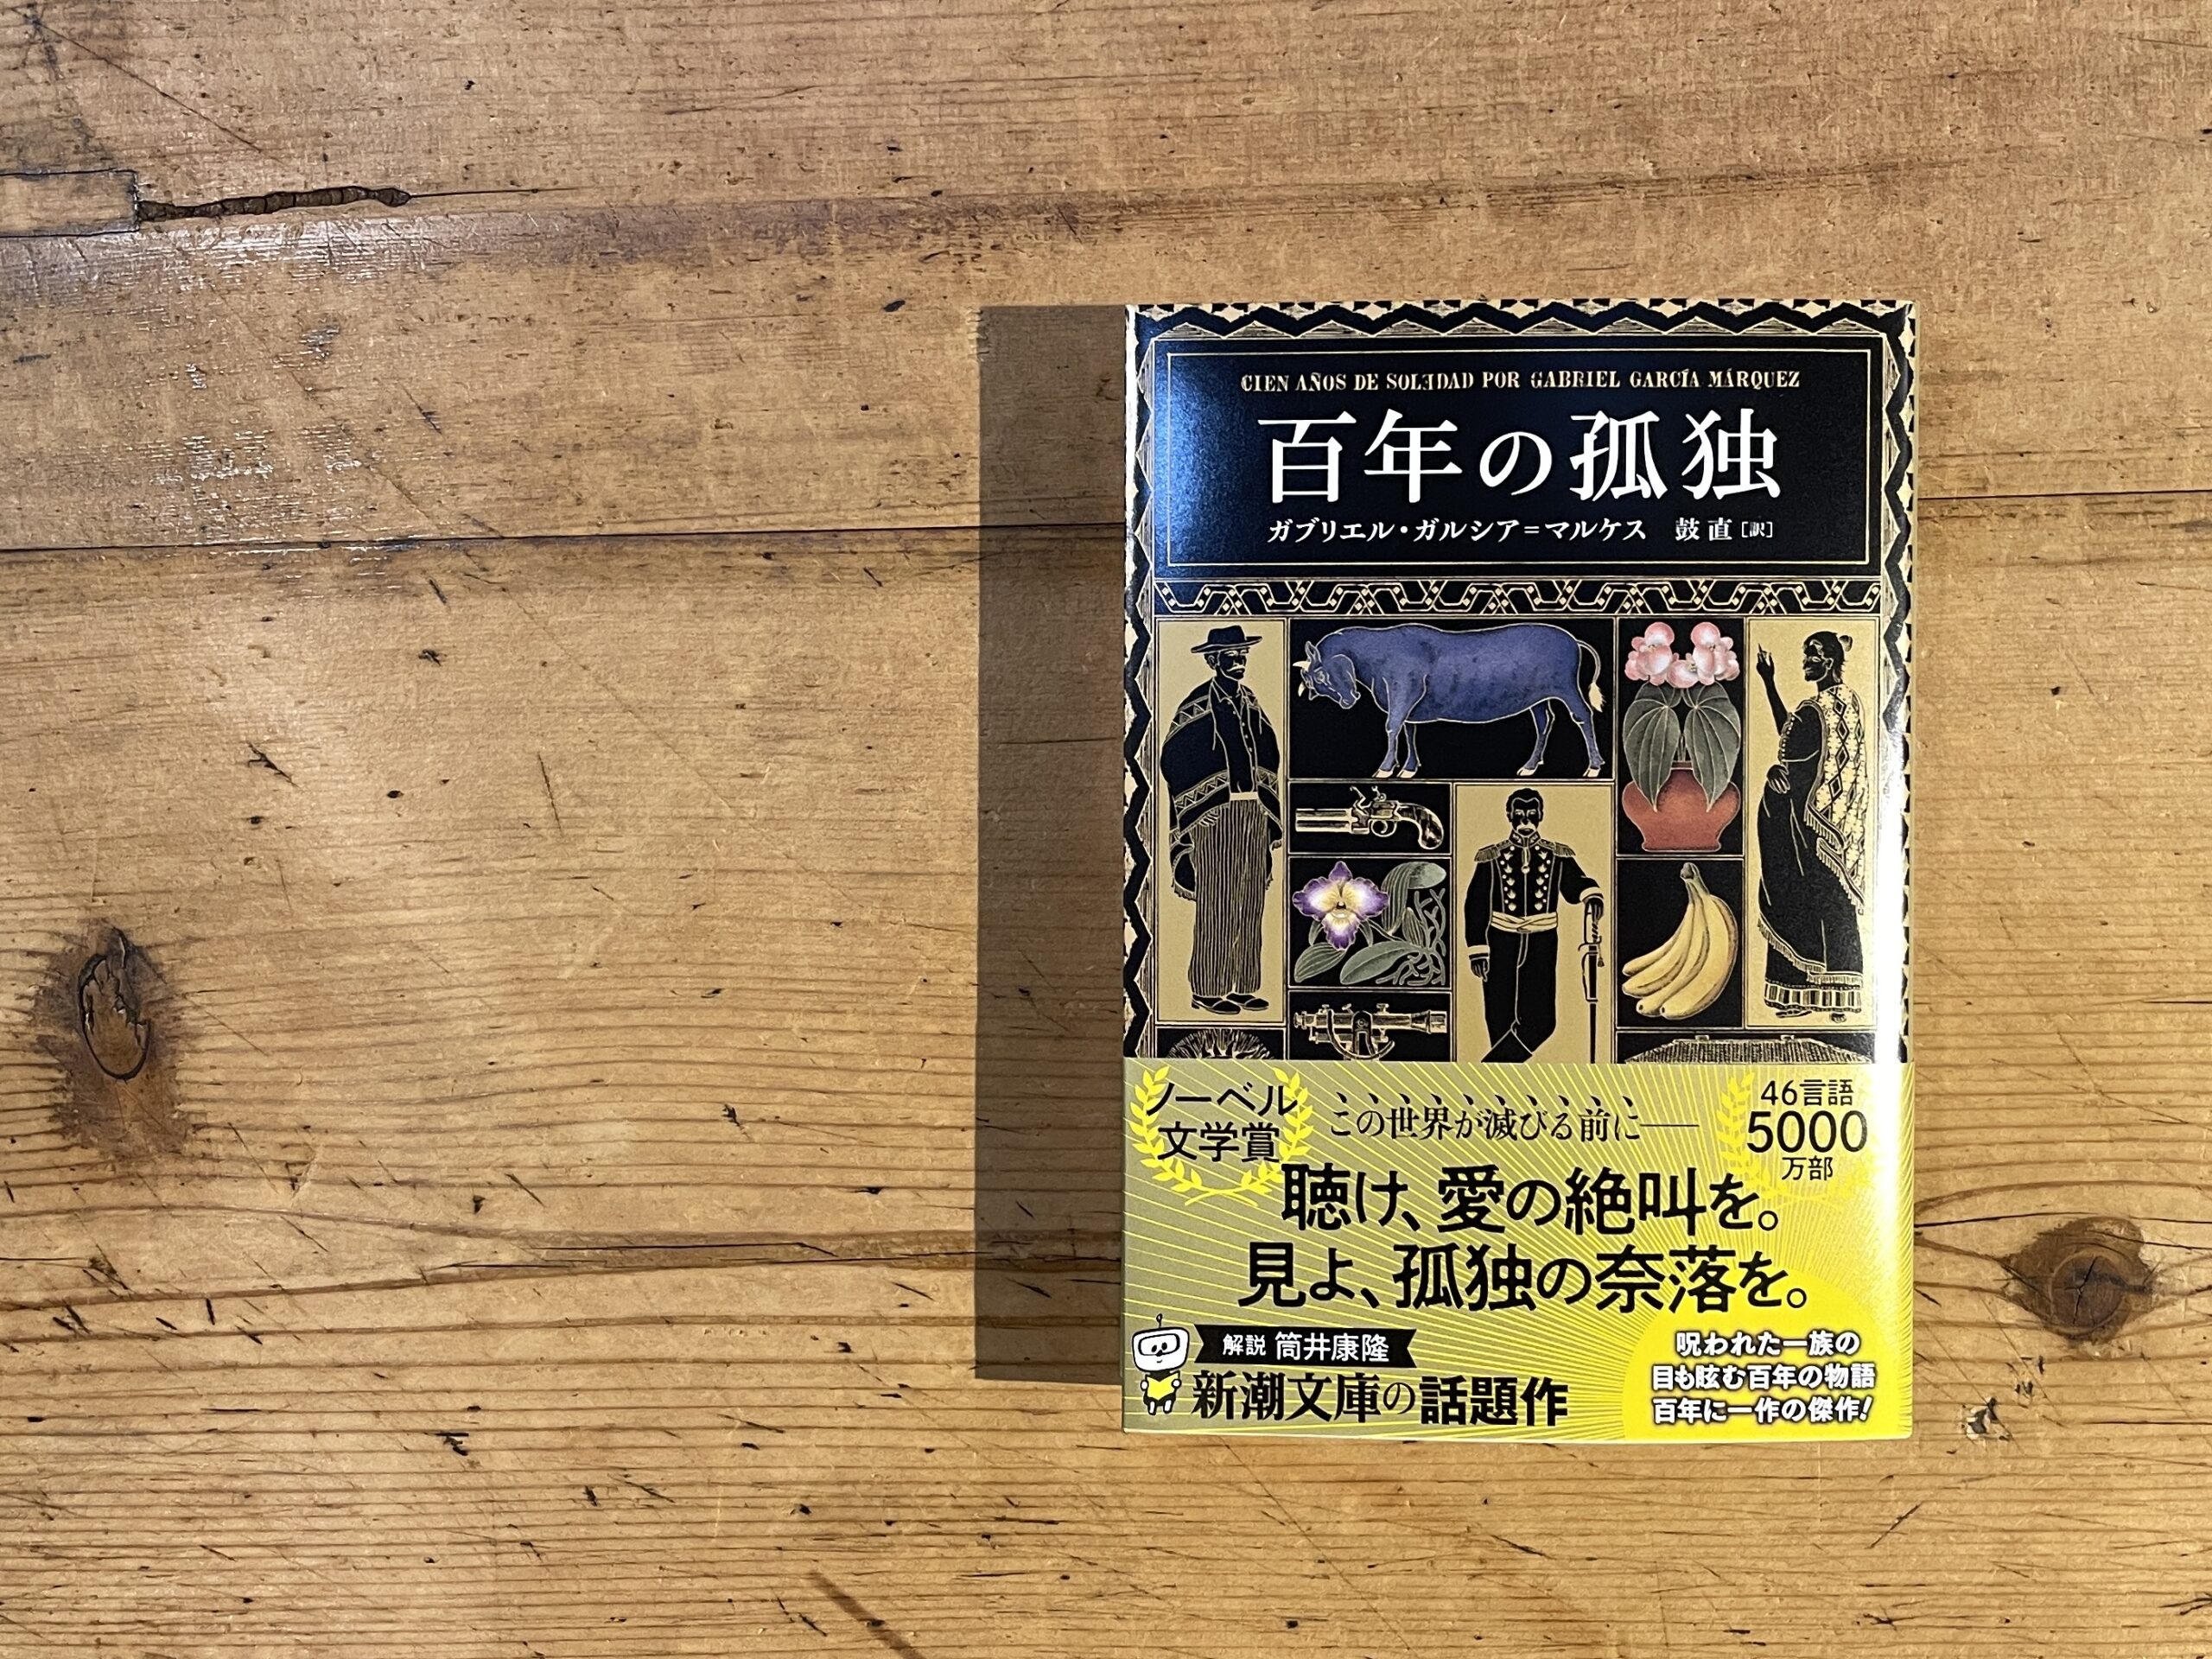 CIEN AÑOS DE SOLEDAD POR GABRIEL GARCÍA MÁRQUEZ
百年の孤独
ガブリエル・ガルシア=マルケス 鼓 直[訳]
ノーベル
文学賞
この世界が滅びる前に――
46言語
5000
万部
聴け、愛の絶叫を。
見よ、孤独の奈落を。
解説 筒井康隆
新潮文庫の話題作
呪われた一族の
目も眩む百年の物語
百年に一作の傑作!